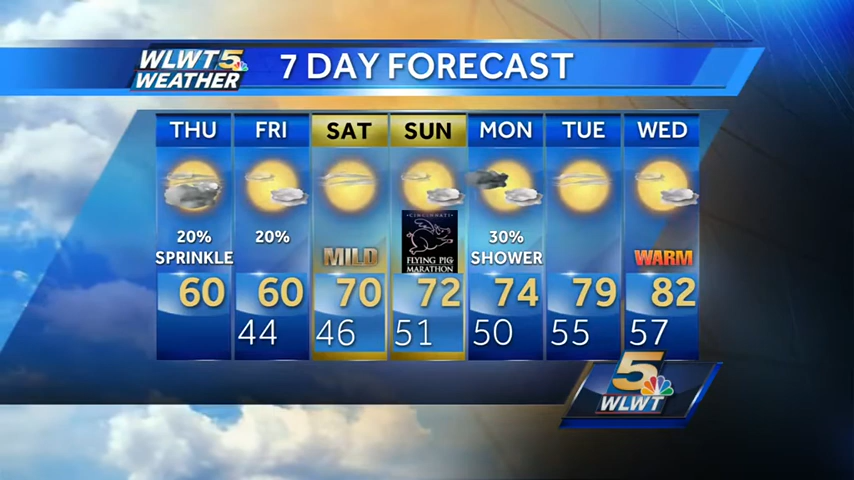 WLWT 5
WEATHER
7 DAY FORECAST
THU FRI SAT SUN MON TUE WED
20%
SPRINKLE
20%
MILD
CINCINNATI
FLYING PIG
MARATHON
30%
SHOWER
WARM
60 60 70 72 74 79 82
44 46 51 50 55 57
5
WLWT